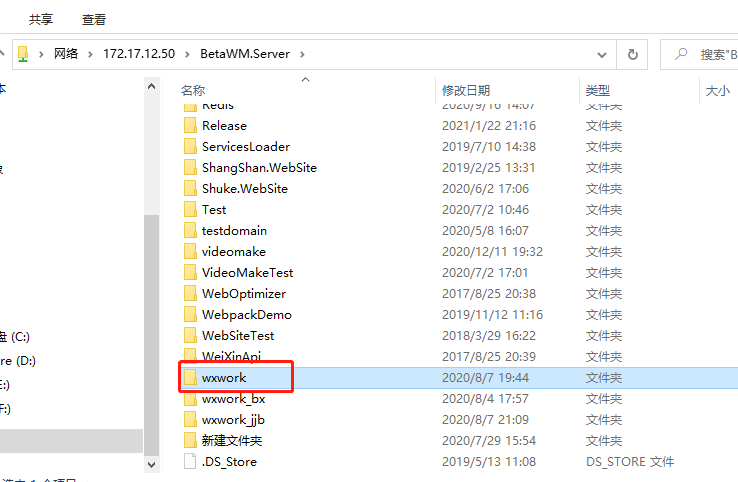 共享 查看
网络 172.17.12.50 BetaWM.Server 搜索"B
名称 修改日期 类型 大小
Redis 2020/9/16 14:07 文件夹
Release 2021/1/22 21:16 文件夹
ServicesLoader 2019/7/10 14:38 文件夹
ShangShan.WebSite 2019/2/25 13:31 文件夹
Shuke.WebSite 2020/6/2 17:06 文件夹
Test 2020/7/2 10:46 文件夹
testdomain 2020/5/8 16:07 文件夹
videomake 2020/12/11 19:32 文件夹
VideoMakeTest 2020/7/2 17:01 文件夹
WebOptimizer 2017/8/25 20:38 文件夹
WebpackDemo 2019/11/12 11:16 文件夹
盘 (C:)
WebSiteTest 2018/3/29 16:22 文件夹
re (D:)
WeiXinApi 2017/8/25 20:39 文件夹
E:)
wxwork 2020/8/7 19:44 文件夹
F:)
wxwork_bx 2020/8/4 17:57 文件夹
wxwork_jjb 2020/8/7 21:09 文件夹
新建文件夹 2020/7/29 15:54 文件夹
.DS_Store 2019/5/13 11:08 DS_STORE 文件